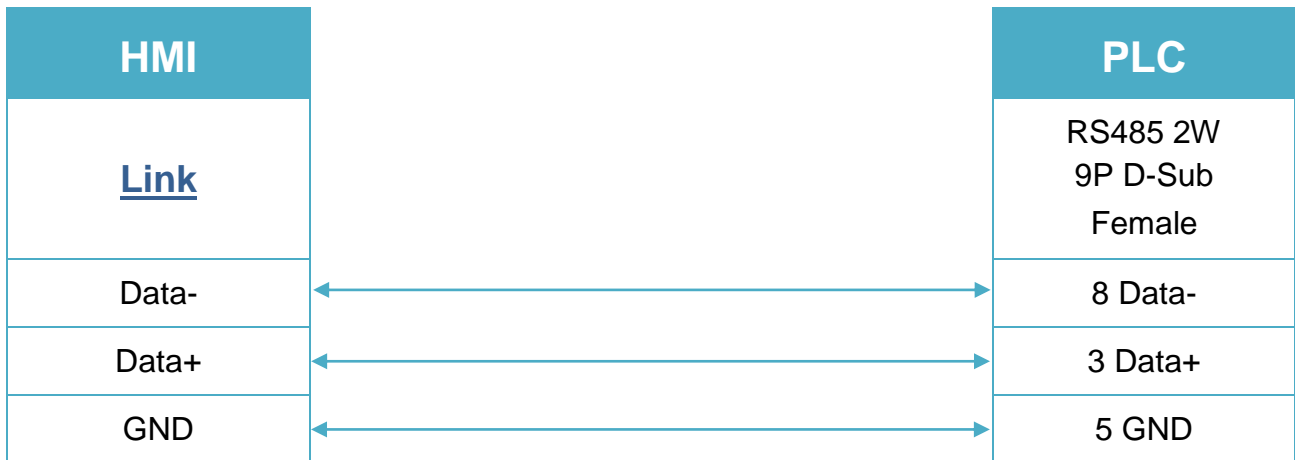 HMI
PLC
Link
RS485 2W
9P D-Sub
Female
Data-
8 Data-
Data+
3 Data+
GND
5 GND